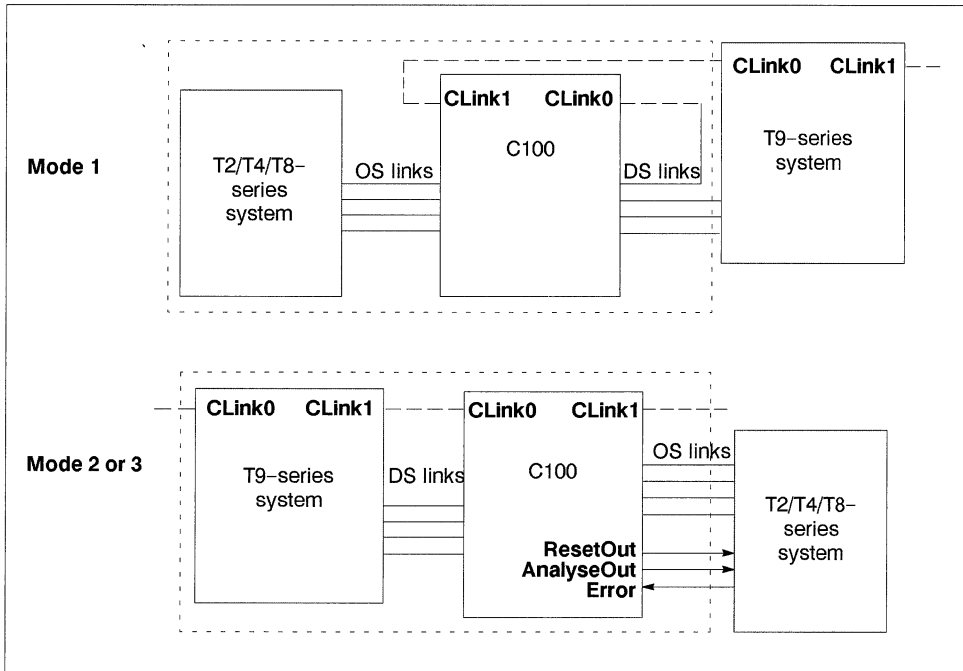 CLink0 CLink1
CLink1 CLink0
T9-series
system
C100
Mode 1
T2/T4/T8-
series
system
OS links
DS links
CLink0 CLink1
CLink0 CLink1
OS links
Mode 2 or 3
T9-series
system
DS links
C100
T2/T4/T8-
series
system
ResetOut
AnalyseOut
Error